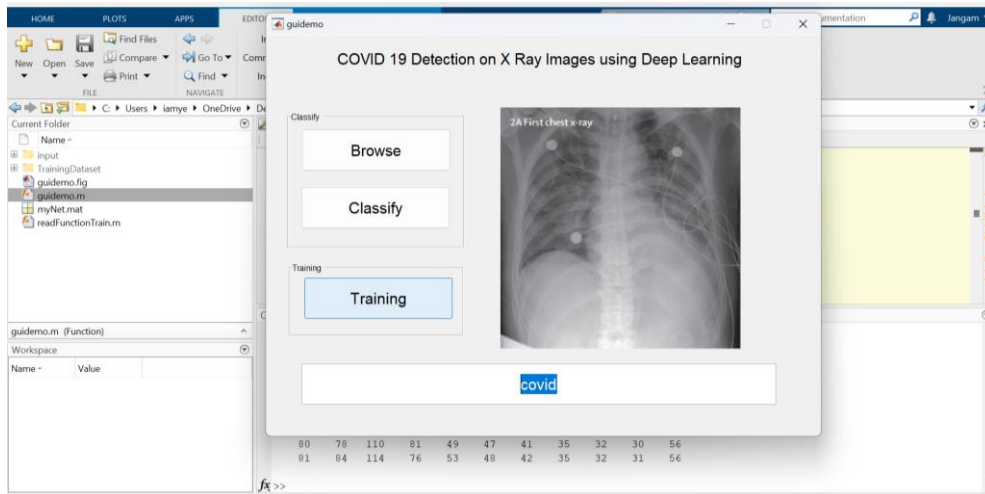 HOME PLOTS APPS EDITO
guidemo
umentation
Jangam
New Open Save
Find Files
Compare
Print
Go To
Find
FILE
NAVIGATE
C: Users iamye OneDrive De
Current Folder
Name
input
TrainingDataset
guidemo.fig
guidemo.m
myNet.mat
readFunctionTrain.m
guidemo.m (Function)
Workspace
Name Value
COVID 19 Detection on X Ray Images using Deep Learning
Classify
Browse
Classify
Training
Training
2A First chest x-ray
covid
80 78 110 81 49 47 41 35 32 30 56
81 84 114 76 53 48 42 35 32 31 56
fx >>